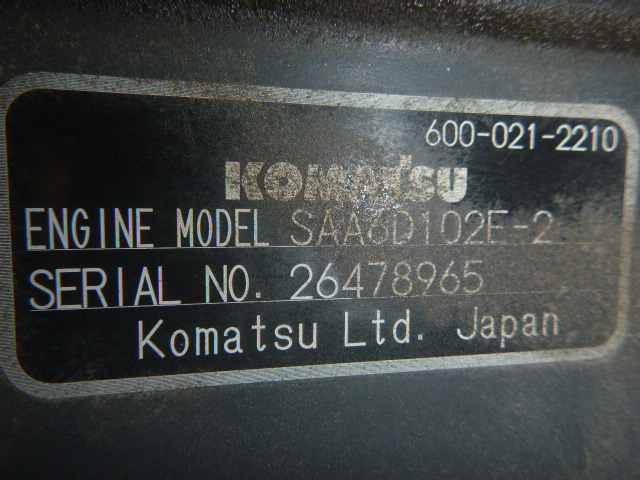 600-021-2210
KOMATSU
ENGINE MODEL SAA6D102E-2
SERIAL NO. 26478965
Komatsu Ltd. Japan